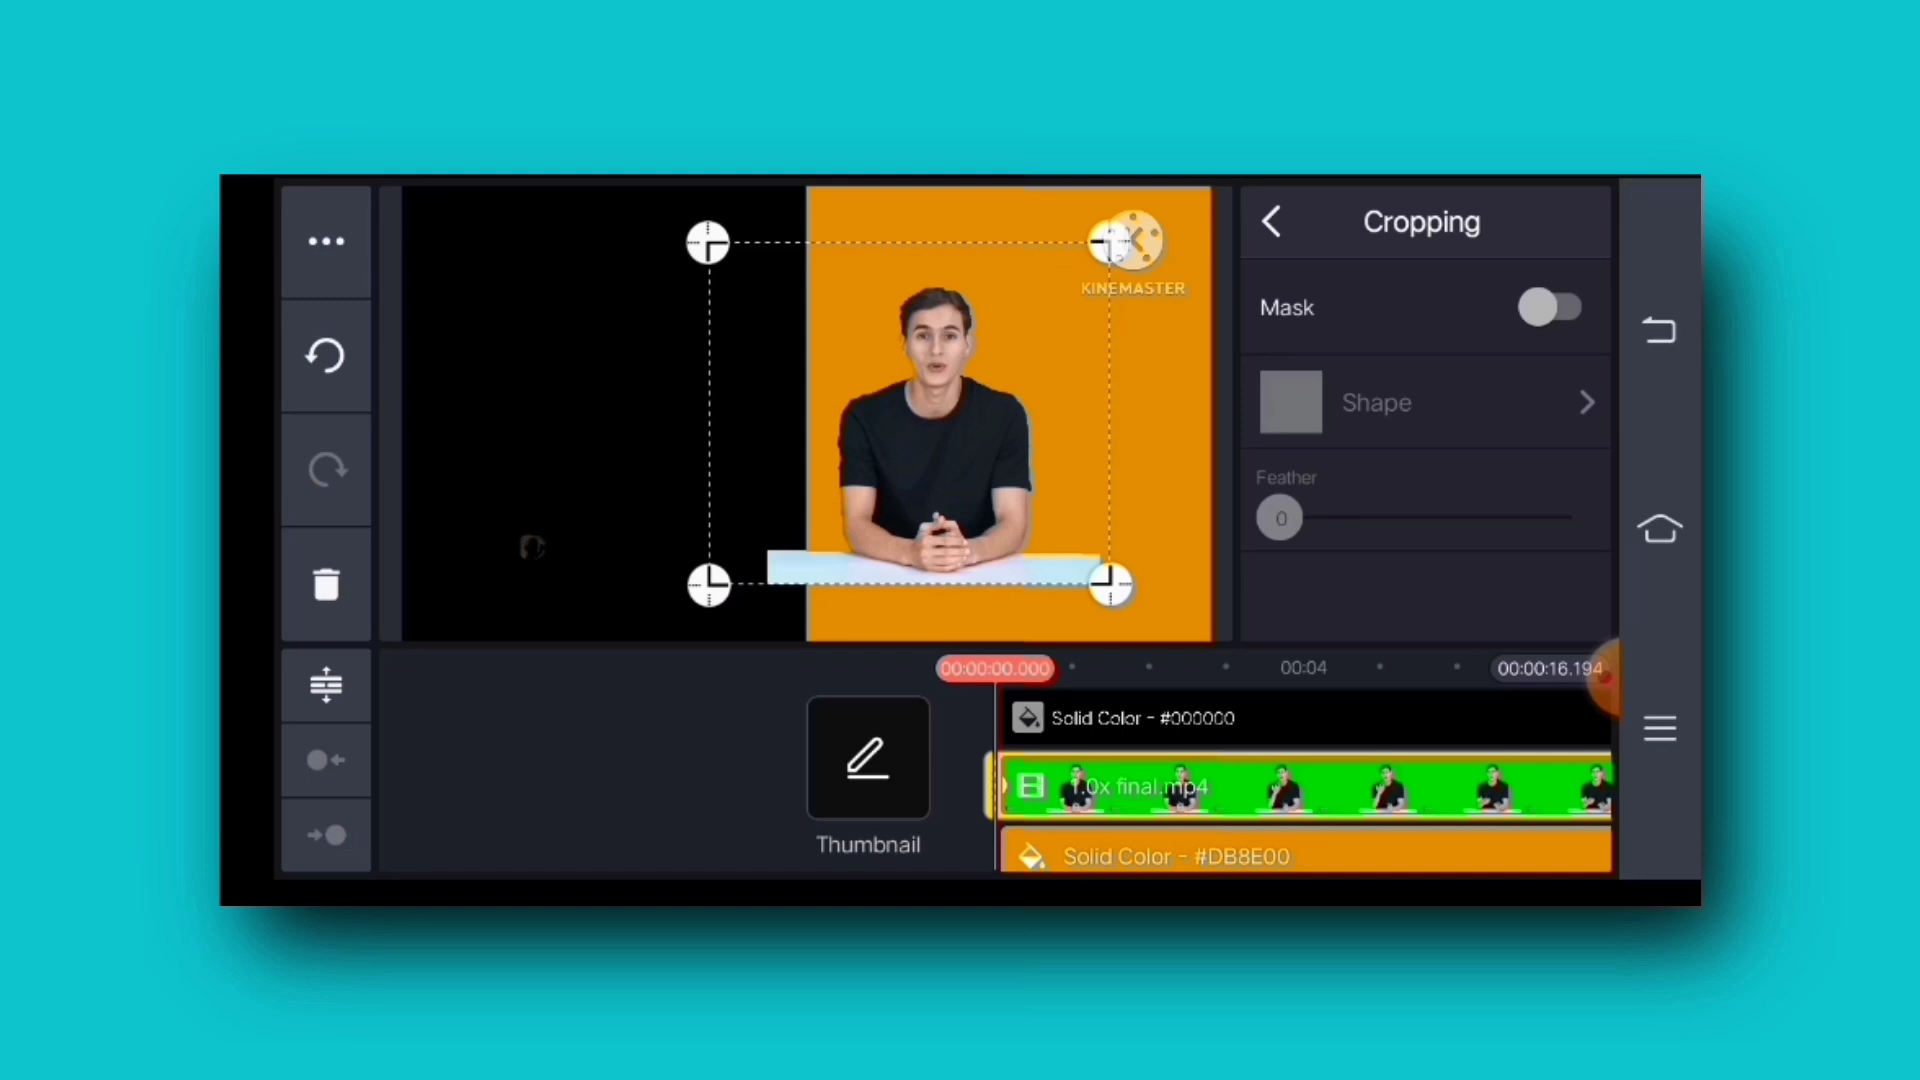 Cropping
Mask
KINEMASTER
Shape
Feather
0
00:00:00.000
00:04
00:00:16.194
Solid Color - #000000
1.0x final.mp4
Thumbnail
Solid Color - #DB8E00